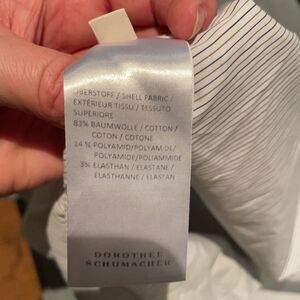 OBERSTOFF / SHELL FABRIC /
EXTÉRIEUR TISSU / TESSUTO
SUPERIORE
83% BAUMWOLLE / COTTON /
COTON / COTONE
14 % POLYAMID/POLYAMIDE/
POLYAMIDE/POLIAMMIDE
3% ELASTHAN / ELASTANE /
ELASTHANNE / ELASTAN
DOROTHEE
SCHUMACHER